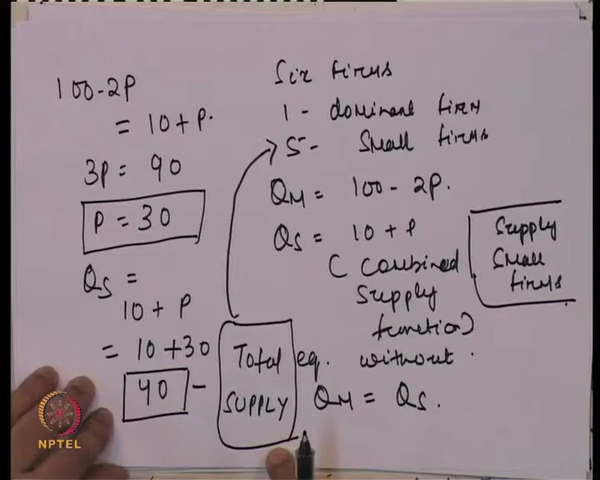 100-2P
= 10+P.
3P = 90
P = 30
QS =
10 + P
= 10+30
40 -
Total
SUPPLY
Six firms
1 - dominant firm
5- Small firms
QM = 100 - 2P.
QS = 10 + P
( Combined
supply
function)
eq. without.
QM = QS.
Supply
Small
firms
NPTEL